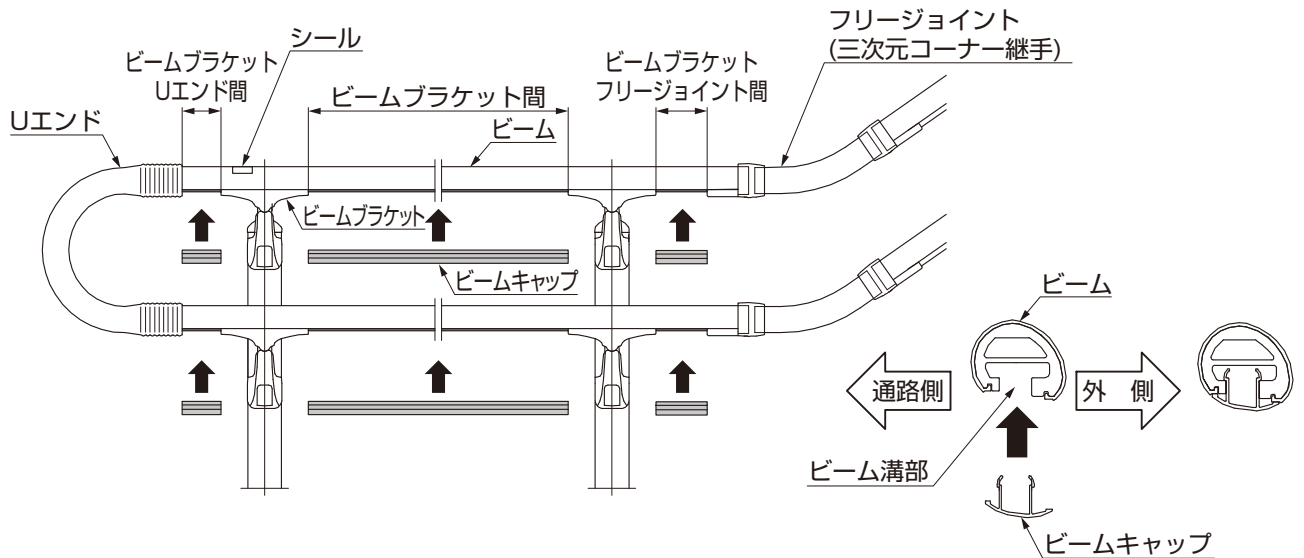 シール
フリージョイント
(三次元コーナー継手)
ビームブラケット
Uエンド間
ビームブラケット
フリージョイント間
ビームブラケット間
Uエンド
ビーム
ビームブラケット
ビームキャップ
ビーム
通路側
外 側
ビーム溝部
ビームキャップ